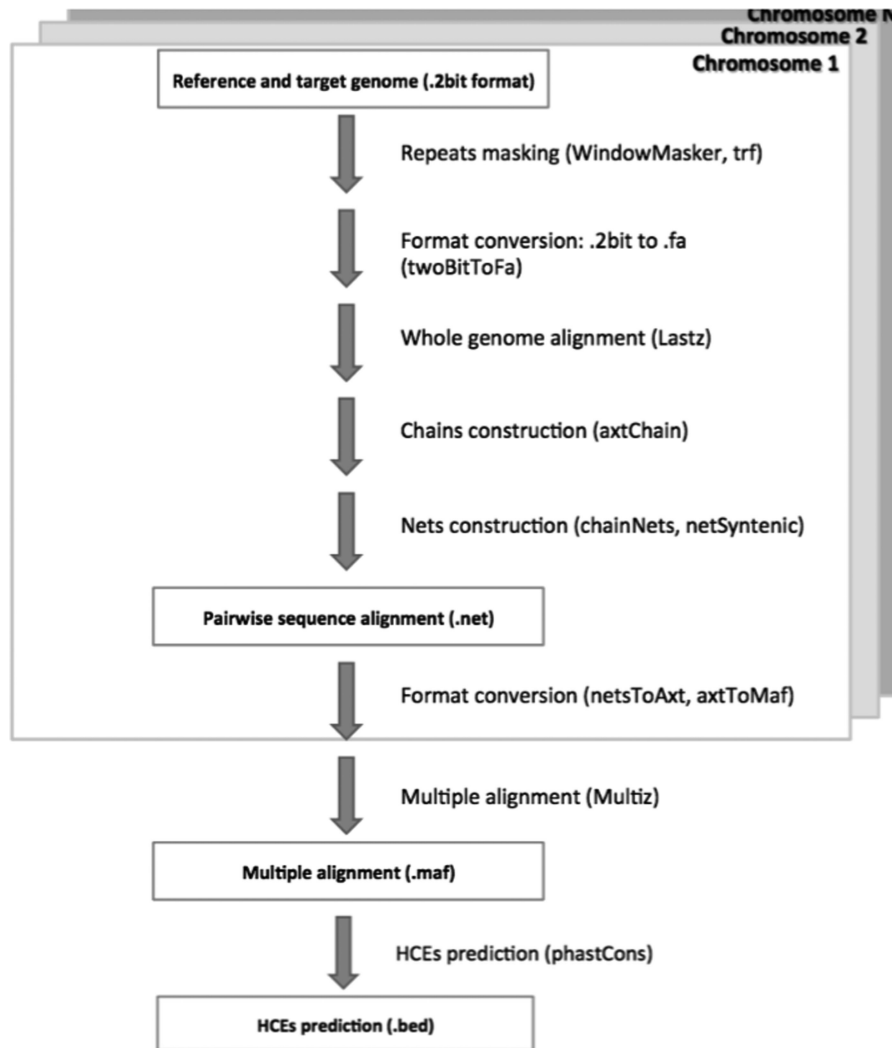 Chromosome N
Chromosome 2
Chromosome 1
Reference and target genome (.2bit format)
Repeats masking (WindowMasker, trf)
Format conversion: .2bit to .fa
(twoBitToFa)
Whole genome alignment (Lastz)
Chains construction (axtChain)
Nets construction (chainNets, netSyntenic)
Pairwise sequence alignment (.net)
Format conversion (netsToAxt, axtToMaf)
Multiple alignment (Multiz)
Multiple alignment (.maf)
HCEs prediction (phastCons)
HCEs prediction (.bed)